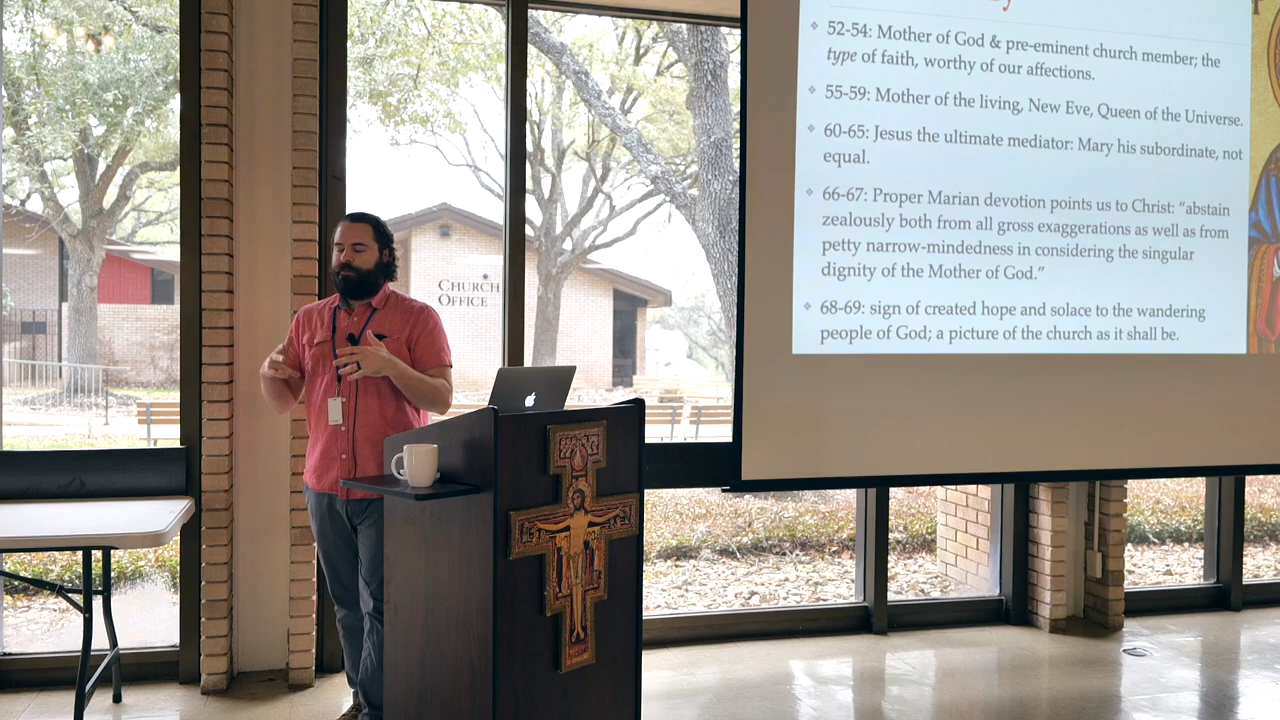 52-54: Mother of God & pre-eminent church member; the
type of faith, worthy of our affections.
55-59: Mother of the living, New Eve, Queen of the Universe.
60-65: Jesus the ultimate mediator: Mary his subordinate, not
equal.
66-67: Proper Marian devotion points us to Christ: “abstain
zealously both from all gross exaggerations as well as from
petty narrow-mindedness in considering the singular
dignity of the Mother of God.”
68-69: sign of created hope and solace to the wandering
people of God; a picture of the church as it shall be.
CHURCH
OFFICE